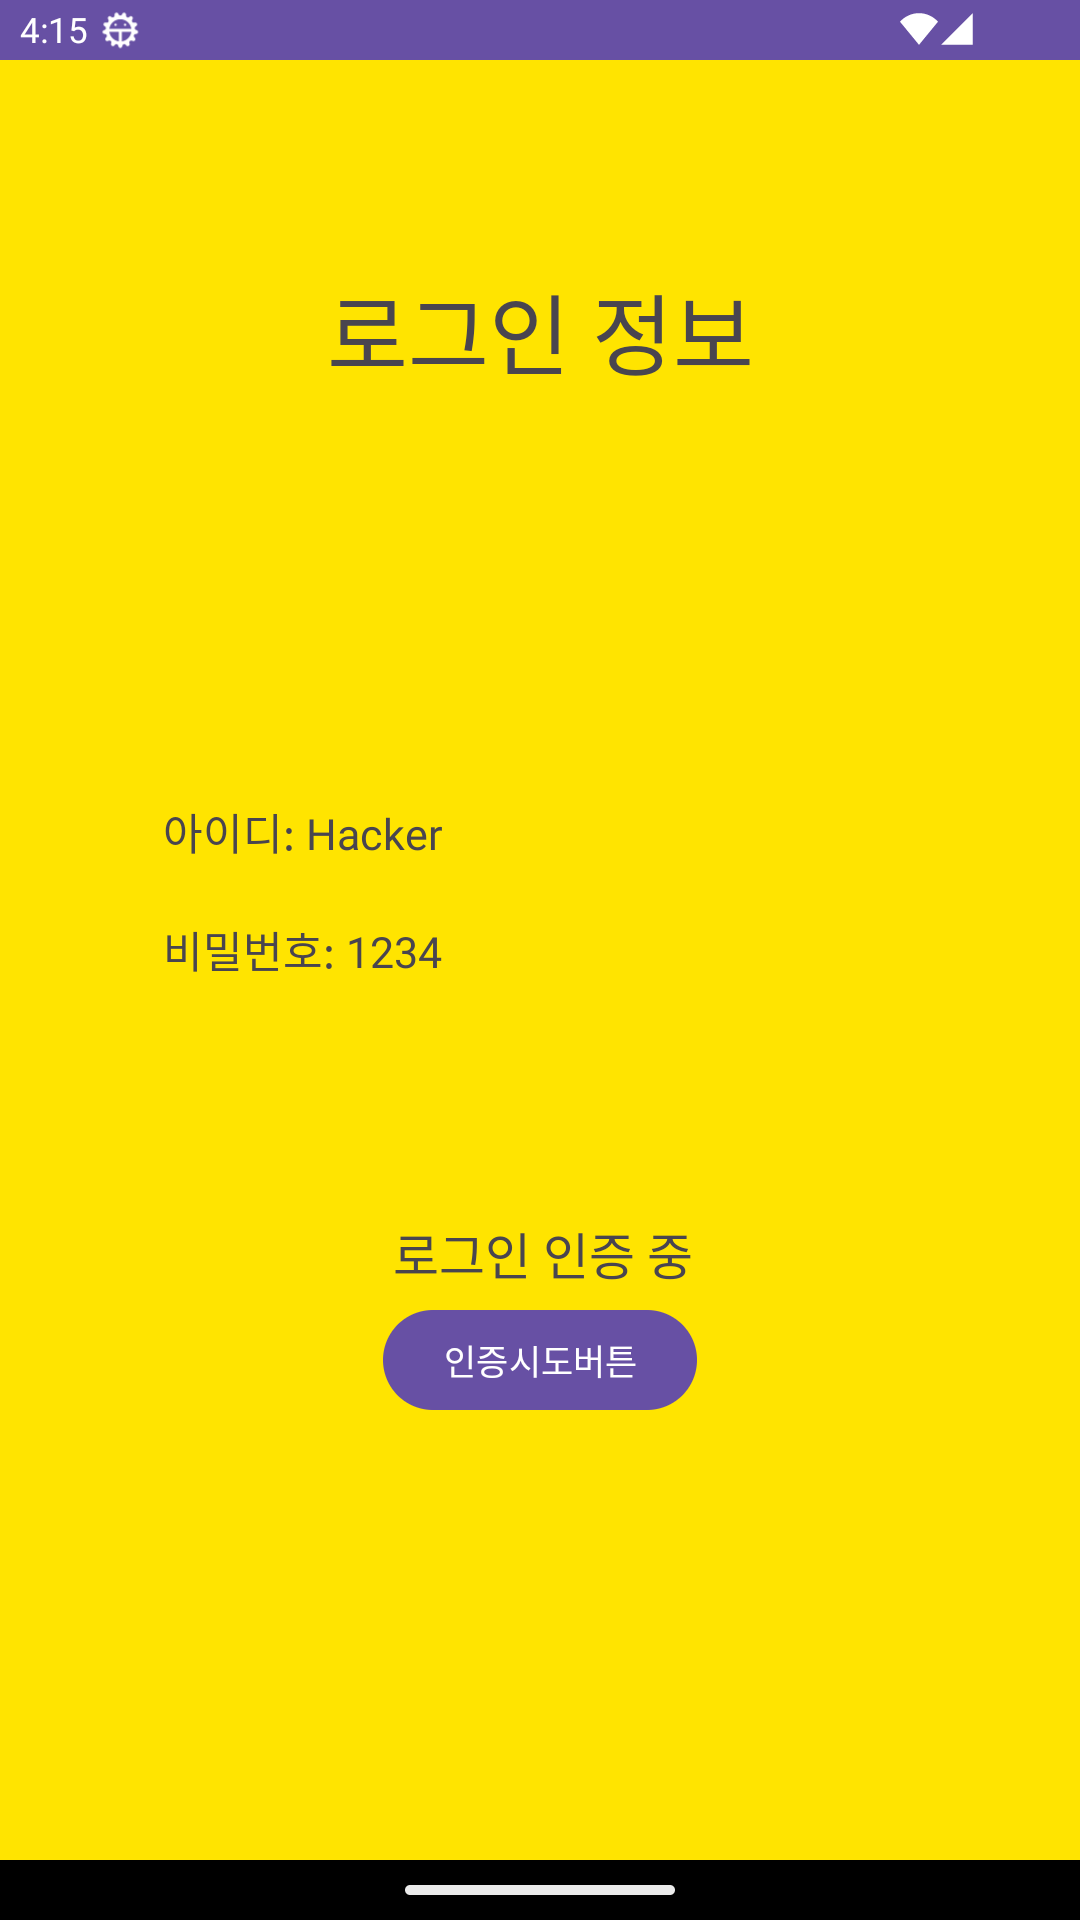 4:15
로그인 정보
아이디: Hacker
비밀번호: 1234
로그인 인증 중
인증시도버튼